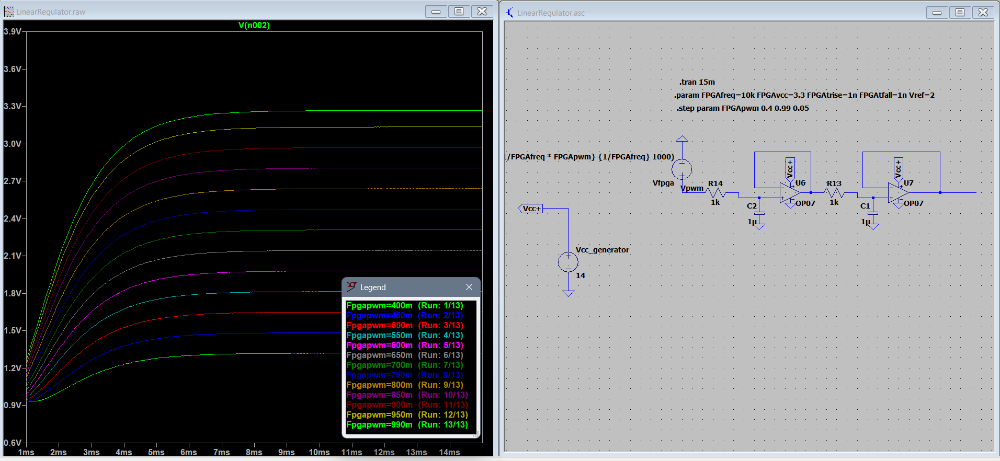 LinearRegulator.raw
V(n002)
3.9V
3.6V
3.3V
3.0V
2.7V
2.4V
2.1V
1.8V
1.5V
1.2V
0.9V
0.6V
1ms 2ms 3ms 4ms 5ms 6ms 7ms 8ms 9ms 10ms 11ms 12ms 13ms 14ms
Legend
Fpgapwm=400m (Run: 1/13)
Fpgapwm=450m (Run: 2/13)
Fpgapwm=500m (Run: 3/13)
Fpgapwm=550m (Run: 4/13)
Fpgapwm=600m (Run: 5/13)
Fpgapwm=650m (Run: 6/13)
Fpgapwm=700m (Run: 7/13)
Fpgapwm=750m (Run: 8/13)
Fpgapwm=800m (Run: 9/13)
Fpgapwm=850m (Run: 10/13)
Fpgapwm=900m (Run: 11/13)
Fpgapwm=950m (Run: 12/13)
Fpgapwm=990m (Run: 13/13)
LinearRegulator.asc
.tran 15m
.param FPGAfreq=10k FPGAvcc=3.3 FPGAtrise=1n FPGAtfall=1n Vref=2
.step param FPGApwm 0.4 0.99 0.05
1/FPGAfreq * FPGApwm} {1/FPGAfreq} 1000)
Vfpga
Vpwm
R14
1k
C2
1µ
Vcc+
U6
OP07
R13
1k
C1
1µ
Vcc+
U7
OP07
Vcc+
Vcc_generator
14